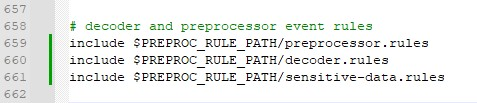 657
658 # decoder and preprocessor event rules
659 include $PREPROC_RULE_PATH/preprocessor.rules
660 include $PREPROC_RULE_PATH/decoder.rules
661 include $PREPROC_RULE_PATH/sensitive-data.rules
662